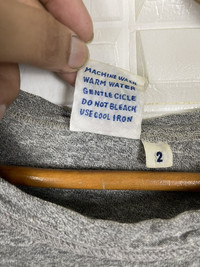 MACHINE WASH
WARM WATER
GENTLE CICLE
DO NOT BLEACH
USE COOL IRON
2